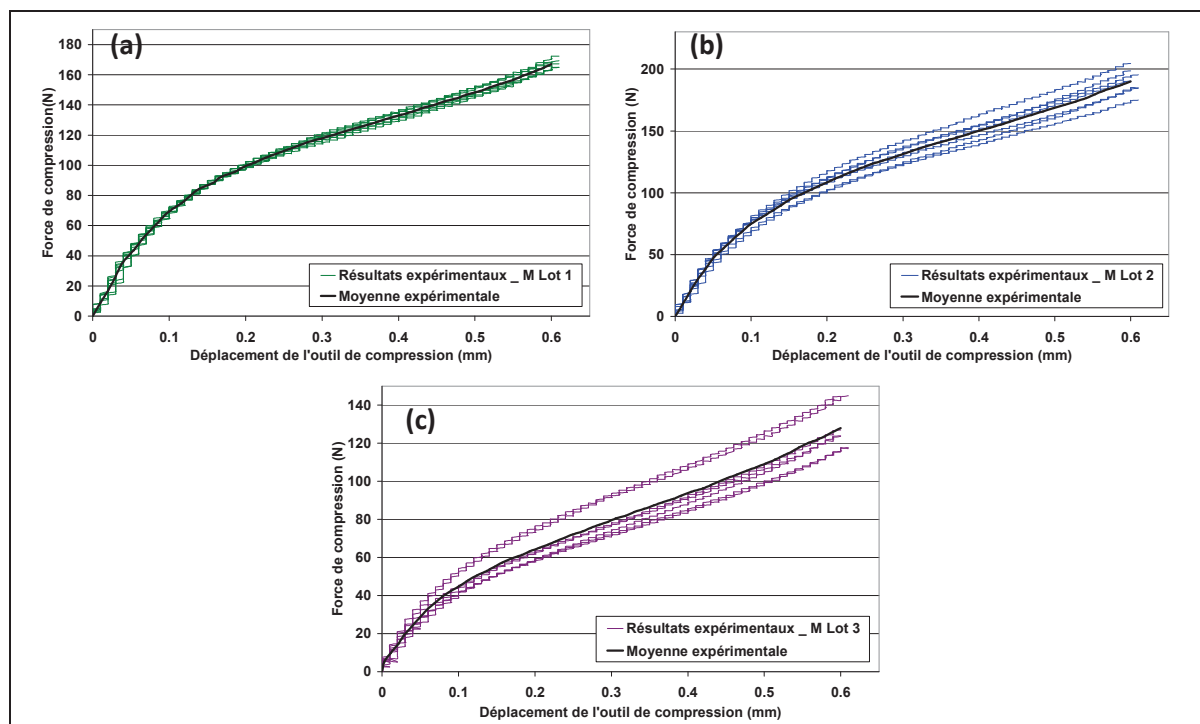 (a)
180
160
140
120
100
80
60
40
20
0
Force de compression(N)
0 0.1 0.2 0.3 0.4 0.5 0.6
Déplacement de l'outil de compression (mm)
Résultats expérimentaux _ M Lot 1
Moyenne expérimentale
(b)
200
150
100
50
0
Force de compression (N)
0 0.1 0.2 0.3 0.4 0.5 0.6
Déplacement de l'outil de compression (mm)
Résultats expérimentaux _ M Lot 2
Moyenne expérimentale
(c)
140
120
100
80
60
40
20
0
Force de compression (N)
0 0.1 0.2 0.3 0.4 0.5 0.6
Déplacement de l'outil de compression (mm)
Résultats expérimentaux _ M Lot 3
Moyenne expérimentale